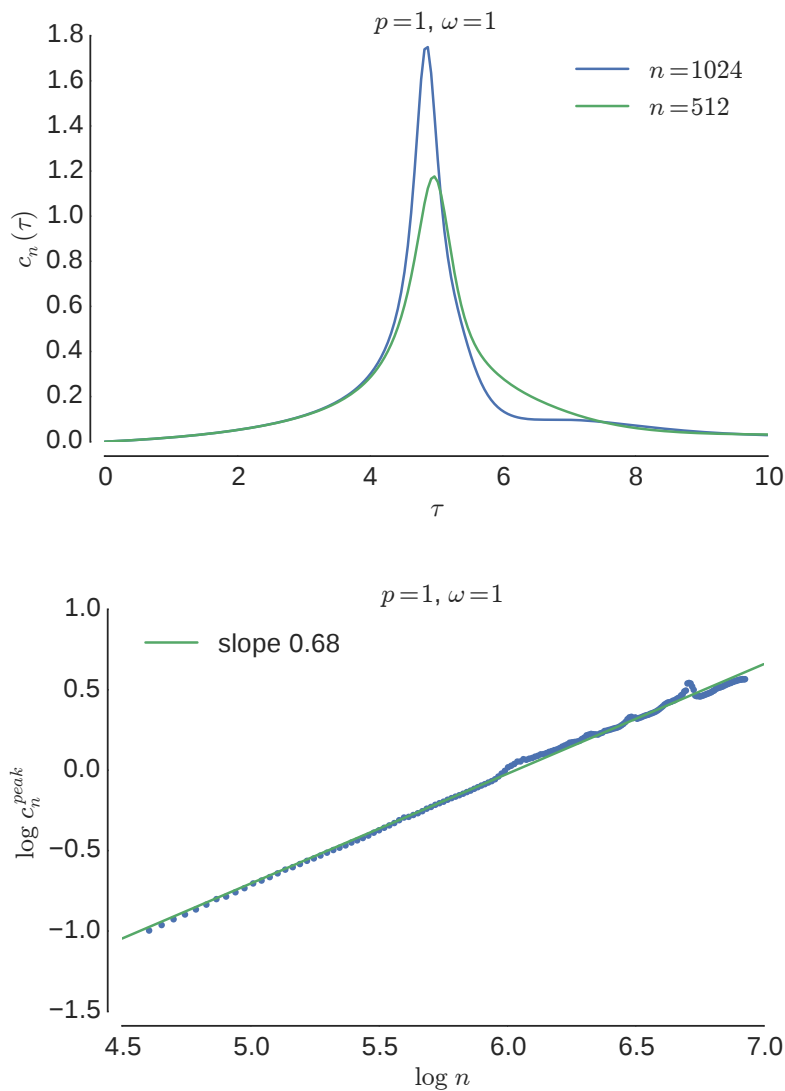 p=1, ω=1
1.8
1.6
1.4
1.2
1.0
0.8
0.6
0.4
0.2
0.0
c_n(τ)
n=1024
n=512
0 2 4 6 8 10
τ
p=1, ω=1
1.0
0.5
0.0
−0.5
−1.0
−1.5
log c_n^{peak}
slope 0.68
4.5 5.0 5.5 6.0 6.5 7.0
log n